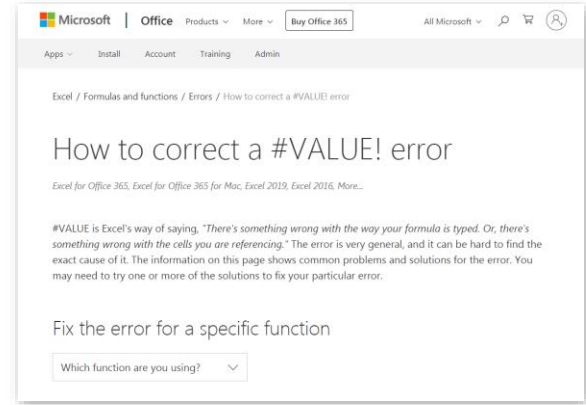 Microsoft | Office Products More Buy Office 365 All Microsoft
Apps Install Account Training Admin
Excel / Formulas and functions / Errors / How to correct a #VALUE! error
How to correct a #VALUE! error
Excel for Office 365, Excel for Office 365 for Mac, Excel 2019, Excel 2016, More...
#VALUE is Excel's way of saying, "There's something wrong with the way your formula is typed. Or, there's
something wrong with the cells you are referencing." The error is very general, and it can be hard to find the
exact cause of it. The information on this page shows common problems and solutions for the error. You
may need to try one or more of the solutions to fix your particular error.
Fix the error for a specific function
Which function are you using?